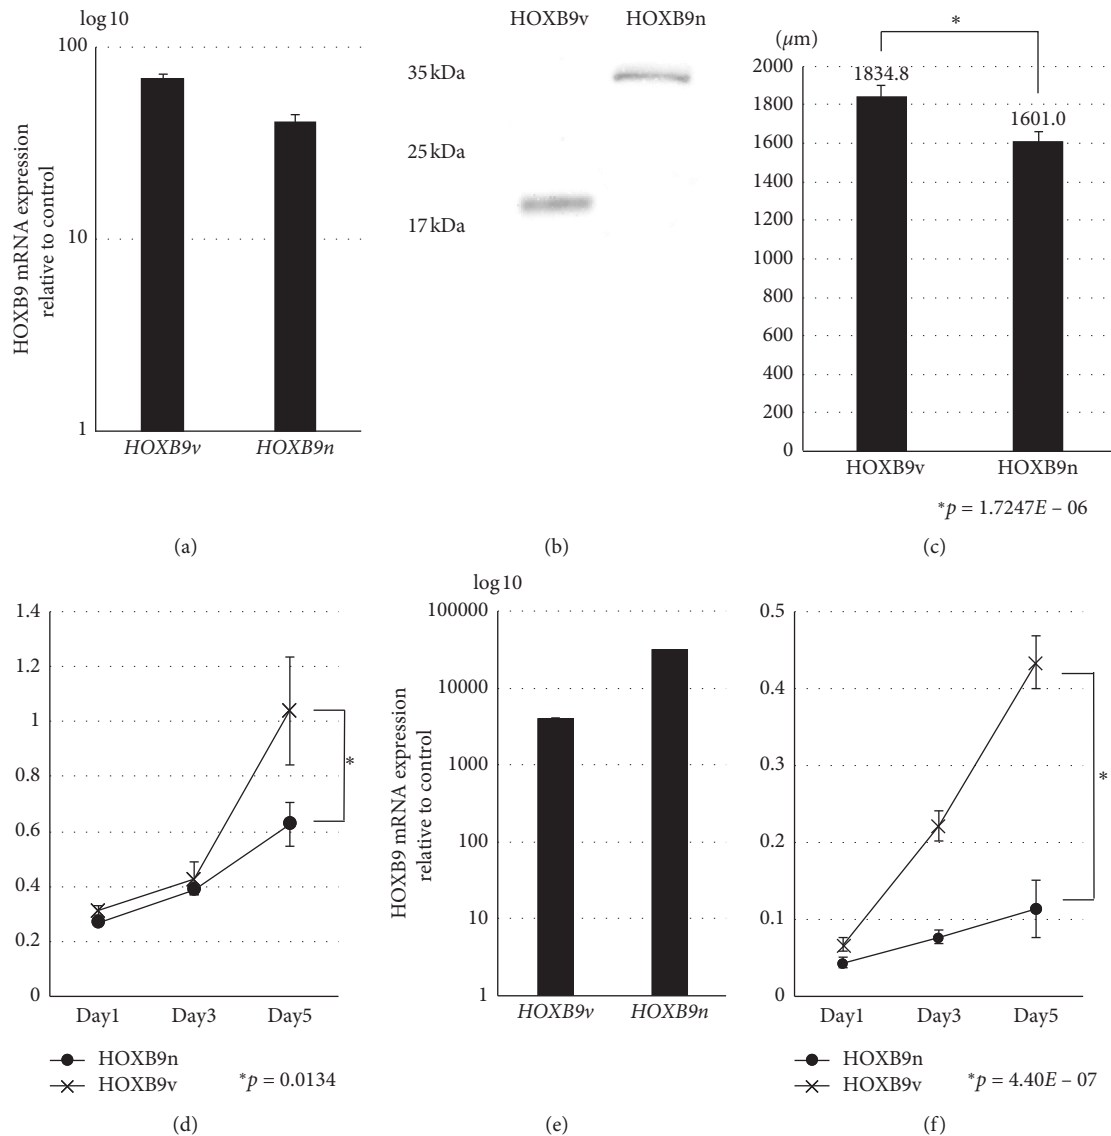 log10
100
10
1
HOXB9 mRNA expression
relative to control
HOXB9v
HOXB9n
(a)
HOXB9v
HOXB9n
35 kDa
25 kDa
17 kDa
(b)
(μm)
*
2000
1800
1600
1400
1200
1000
800
600
400
200
0
1834.8
1601.0
HOXB9v
HOXB9n
*p = 1.7247E – 06
(c)
1.4
1.2
1
0.8
0.6
0.4
0.2
0
*
Day1
Day3
Day5
HOXB9n
HOXB9v
*p = 0.0134
(d)
log10
100000
10000
1000
100
10
1
HOXB9 mRNA expression
relative to control
HOXB9v
HOXB9n
(e)
0.5
0.4
0.3
0.2
0.1
0
*
Day1
Day3
Day5
HOXB9n
HOXB9v
*p = 4.40E – 07
(f)